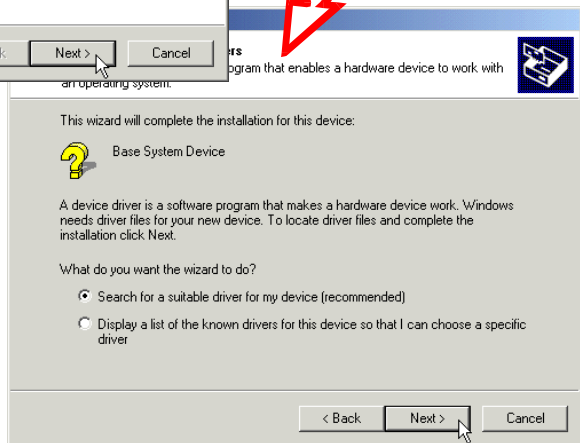 Next >
Cancel
ogram that enables a hardware device to work with
an operating system.
This wizard will complete the installation for this device:
Base System Device
A device driver is a software program that makes a hardware device work. Windows
needs driver files for your new device. To locate driver files and complete the
installation click Next.
What do you want the wizard to do?
Search for a suitable driver for my device (recommended)
Display a list of the known drivers for this device so that I can choose a specific
driver
< Back
Next >
Cancel